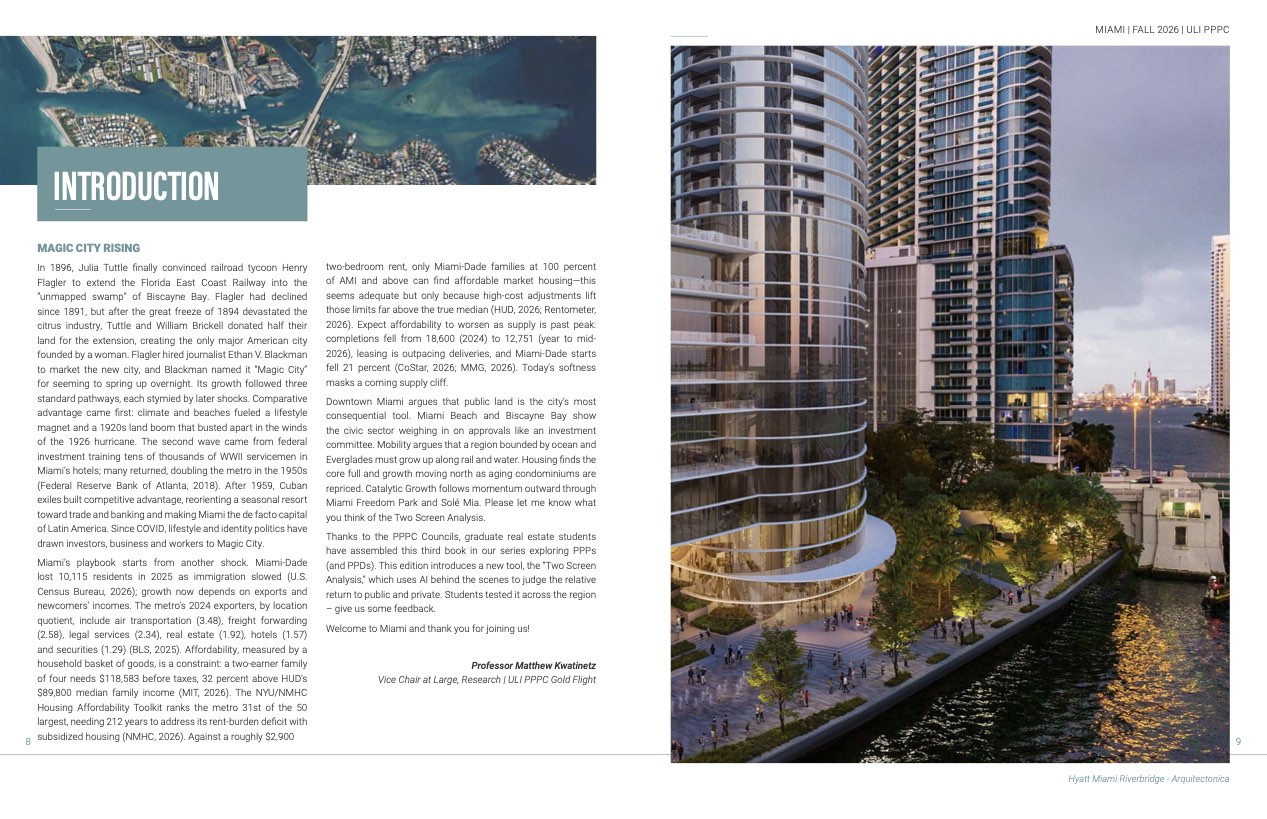 MIAMI | FALL 2026 | ULI PPPC
INTRODUCTION
MAGIC CITY RISING
In 1896, Julia Tuttle finally convinced railroad tycoon Henry
Flagler to extend the Florida East Coast Railway into the
"unmapped swamp" of Biscayne Bay. Flagler had declined
since 1891, but after the great freeze of 1894 devastated the
citrus industry, Tuttle and William Brickell donated half their
land for the extension, creating the only major American city
founded by a woman. Flagler hired journalist Ethan V. Blackman
to market the new city, and Blackman named it "Magic City"
for seeming to spring up overnight. Its growth followed three
standard pathways, each stymied by later shocks. Comparative
advantage came first: climate and beaches fueled a lifestyle
magnet and a 1920s land boom that busted apart in the winds
of the 1926 hurricane. The second wave came from federal
investment training tens of thousands of WWII servicemen in
Miami's hotels; many returned, doubling the metro in the 1950s
(Federal Reserve Bank of Atlanta, 2018). After 1959, Cuban
exiles built competitive advantage, reorienting a seasonal resort
toward trade and banking and making Miami the de facto capital
of Latin America. Since COVID, lifestyle and identity politics have
drawn investors, business and workers to Magic City.
Miami's playbook starts from another shock. Miami-Dade
lost 10,115 residents in 2025 as immigration slowed (U.S.
Census Bureau, 2026); growth now depends on exports and
newcomers' incomes. The metro's 2024 exporters, by location
quotient, include air transportation (3.48), freight forwarding
(2.58), legal services (2.34), real estate (1.92), hotels (1.57)
and securities (1.29) (BLS, 2025). Affordability, measured by a
household basket of goods, is a constraint: a two-earner family
of four needs $118,583 before taxes, 32 percent above HUD's
$89,800 median family income (MIT, 2026). The NYU/NMHC
Housing Affordability Toolkit ranks the metro 31st of the 50
largest, needing 212 years to address its rent-burden deficit with
subsidized housing (NMHC, 2026). Against a roughly $2,900
two-bedroom rent, only Miami-Dade families at 100 percent
of AMI and above can find affordable market housing—this
seems adequate but only because high-cost adjustments lift
those limits far above the true median (HUD, 2026; Rentometer,
2026). Expect affordability to worsen as supply is past peak:
completions fell from 18,600 (2024) to 12,751 (year to mid-
2026), leasing is outpacing deliveries, and Miami-Dade starts
fell 21 percent (CoStar, 2026; MMG, 2026). Today's softness
masks a coming supply cliff.
Downtown Miami argues that public land is the city's most
consequential tool. Miami Beach and Biscayne Bay show
the civic sector weighing in on approvals like an investment
committee. Mobility argues that a region bounded by ocean and
Everglades must grow up along rail and water. Housing finds the
core full and growth moving north as aging condominiums are
repriced. Catalytic Growth follows momentum outward through
Miami Freedom Park and Solé Mia. Please let me know what
you think of the Two Screen Analysis.
Thanks to the PPPC Councils, graduate real estate students
have assembled this third book in our series exploring PPPs
(and PPDs). This edition introduces a new tool, the "Two Screen
Analysis," which uses AI behind the scenes to judge the relative
return to public and private. Students tested it across the region
– give us some feedback.
Welcome to Miami and thank you for joining us!
Professor Matthew Kwatinetz
Vice Chair at Large, Research | ULI PPPC Gold Flight
8
9
Hyatt Miami Riverbridge - Arquitectonica